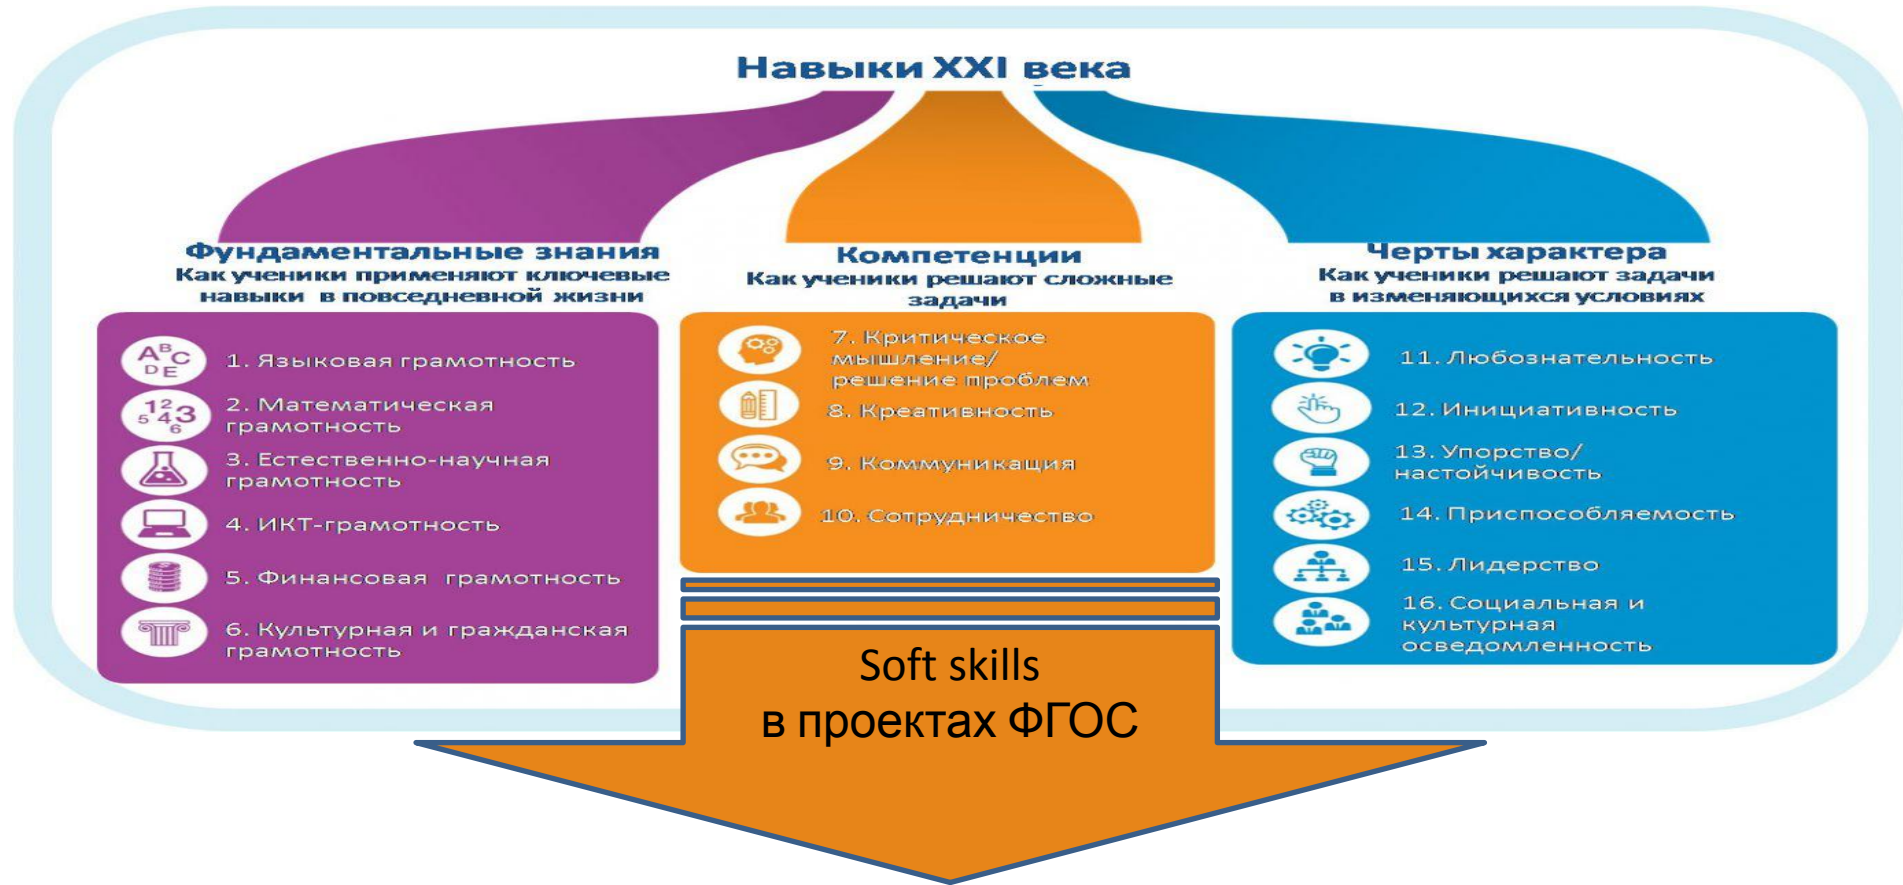 Навыки XXI века
Фундаментальные знания
Как ученики применяют ключевые
навыки в повседневной жизни
ABCDE
123
546
1. Языковая грамотность
2. Математическая
грамотность
3. Естественно-научная
грамотность
4. ИКТ-грамотность
5. Финансовая грамотность
6. Культурная и гражданская
грамотность
Компетенции
Как ученики решают сложные
задачи
7. Критическое
мышление/
решение проблем
8. Креативность
9. Коммуникация
10. Сотрудничество
Черты характера
Как ученики решают задачи
в изменяющихся условиях
11. Любознательность
12. Инициативность
13. Упорство/
настойчивость
14. Приспособляемость
15. Лидерство
16. Социальная и
культурная
осведомленность
Soft skills
в проектах ФГОС